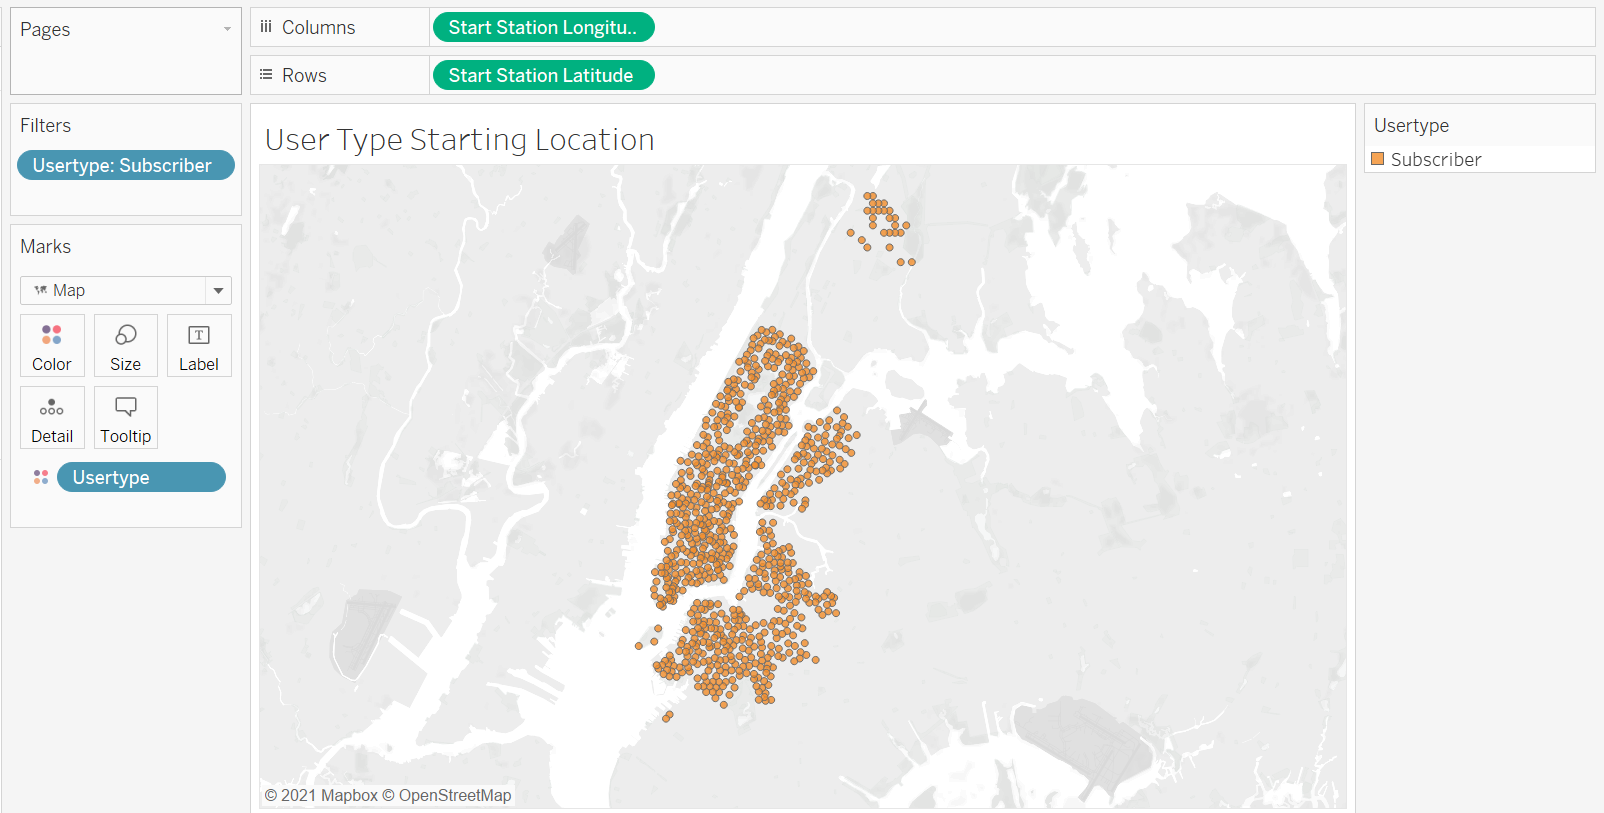 Pages
Columns
Start Station Longitu..
Rows
Start Station Latitude
Filters
Usertype: Subscriber
Marks
Map
Color
Size
T
Label
Detail
Tooltip
Usertype
User Type Starting Location
© 2021 Mapbox © OpenStreetMap
Usertype
Subscriber